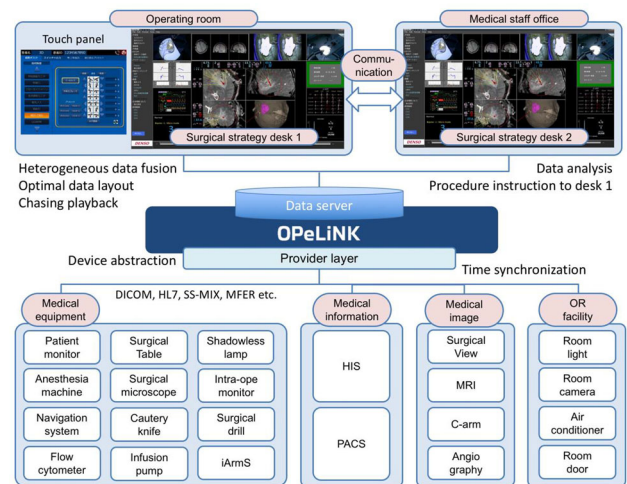 Operating room
Medical staff office
Touch panel
Commu-
nication
Surgical strategy desk 1
Surgical strategy desk 2
DENSO
DENSO
Heterogeneous data fusion
Optimal data layout
Chasing playback
Data analysis
Procedure instruction to desk 1
Data server
OPeLiNK
Provider layer
Device abstraction
Time synchronization
DICOM, HL7, SS-MIX, MFER etc.
Medical
equipment
Medical
information
Medical
image
OR
facility
Patient
monitor
Surgical
Table
Shadowless
lamp
Anesthesia
machine
Surgical
microscope
Intra-ope
monitor
Navigation
system
Cautery
knife
Surgical
drill
Flow
cytometer
Infusion
pump
iArmS
HIS
PACS
Surgical
View
MRI
C-arm
Angio
graphy
Room
light
Room
camera
Air
conditioner
Room
door